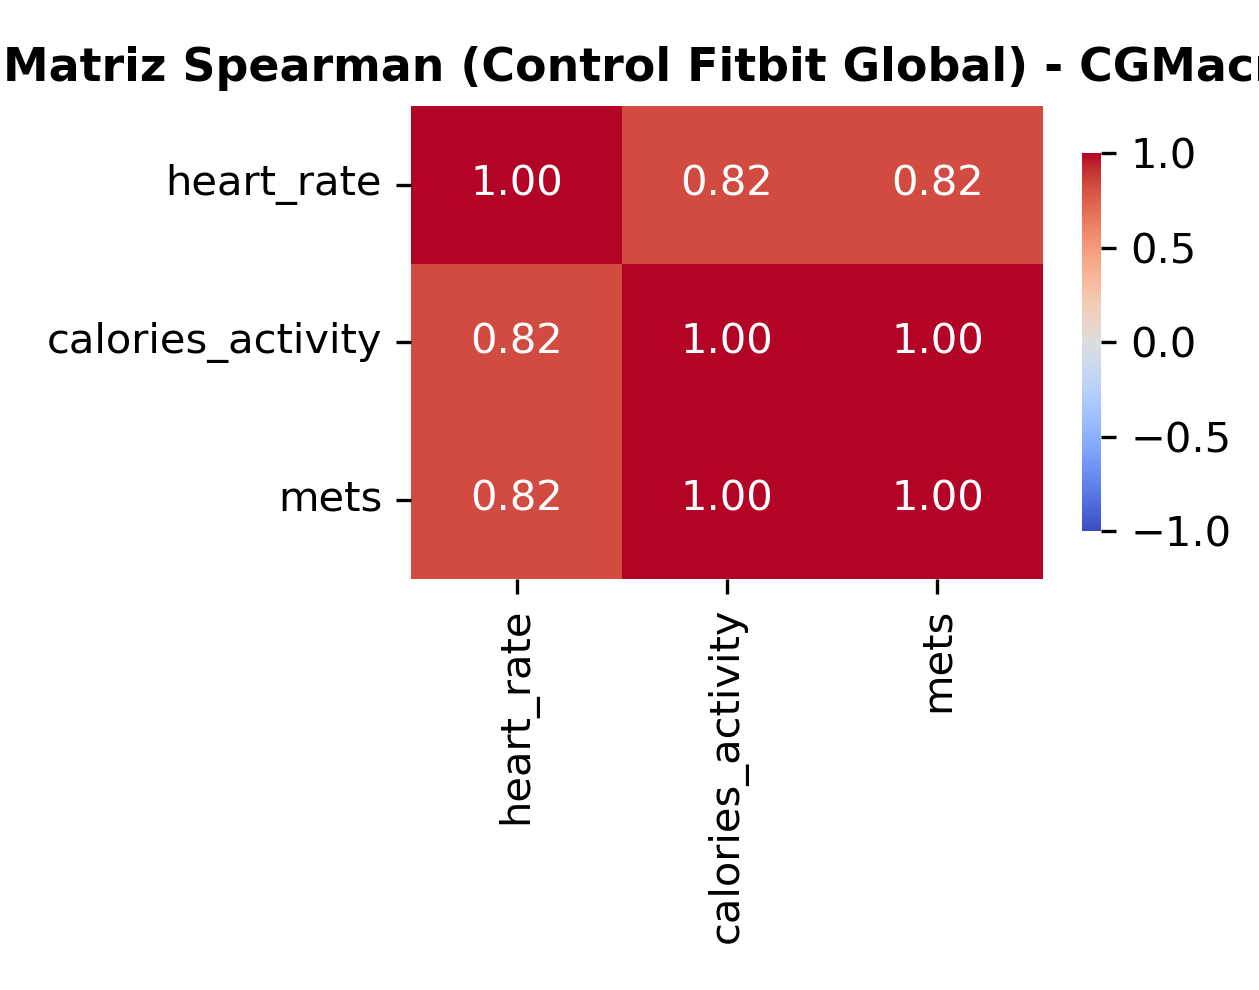 Matriz Spearman (Control Fitbit Global) - CGMacr
heart_rate 1.00 0.82 0.82
calories_activity 0.82 1.00 1.00
mets 0.82 1.00 1.00
heart_rate
calories_activity
mets
1.0
0.5
0.0
−0.5
−1.0